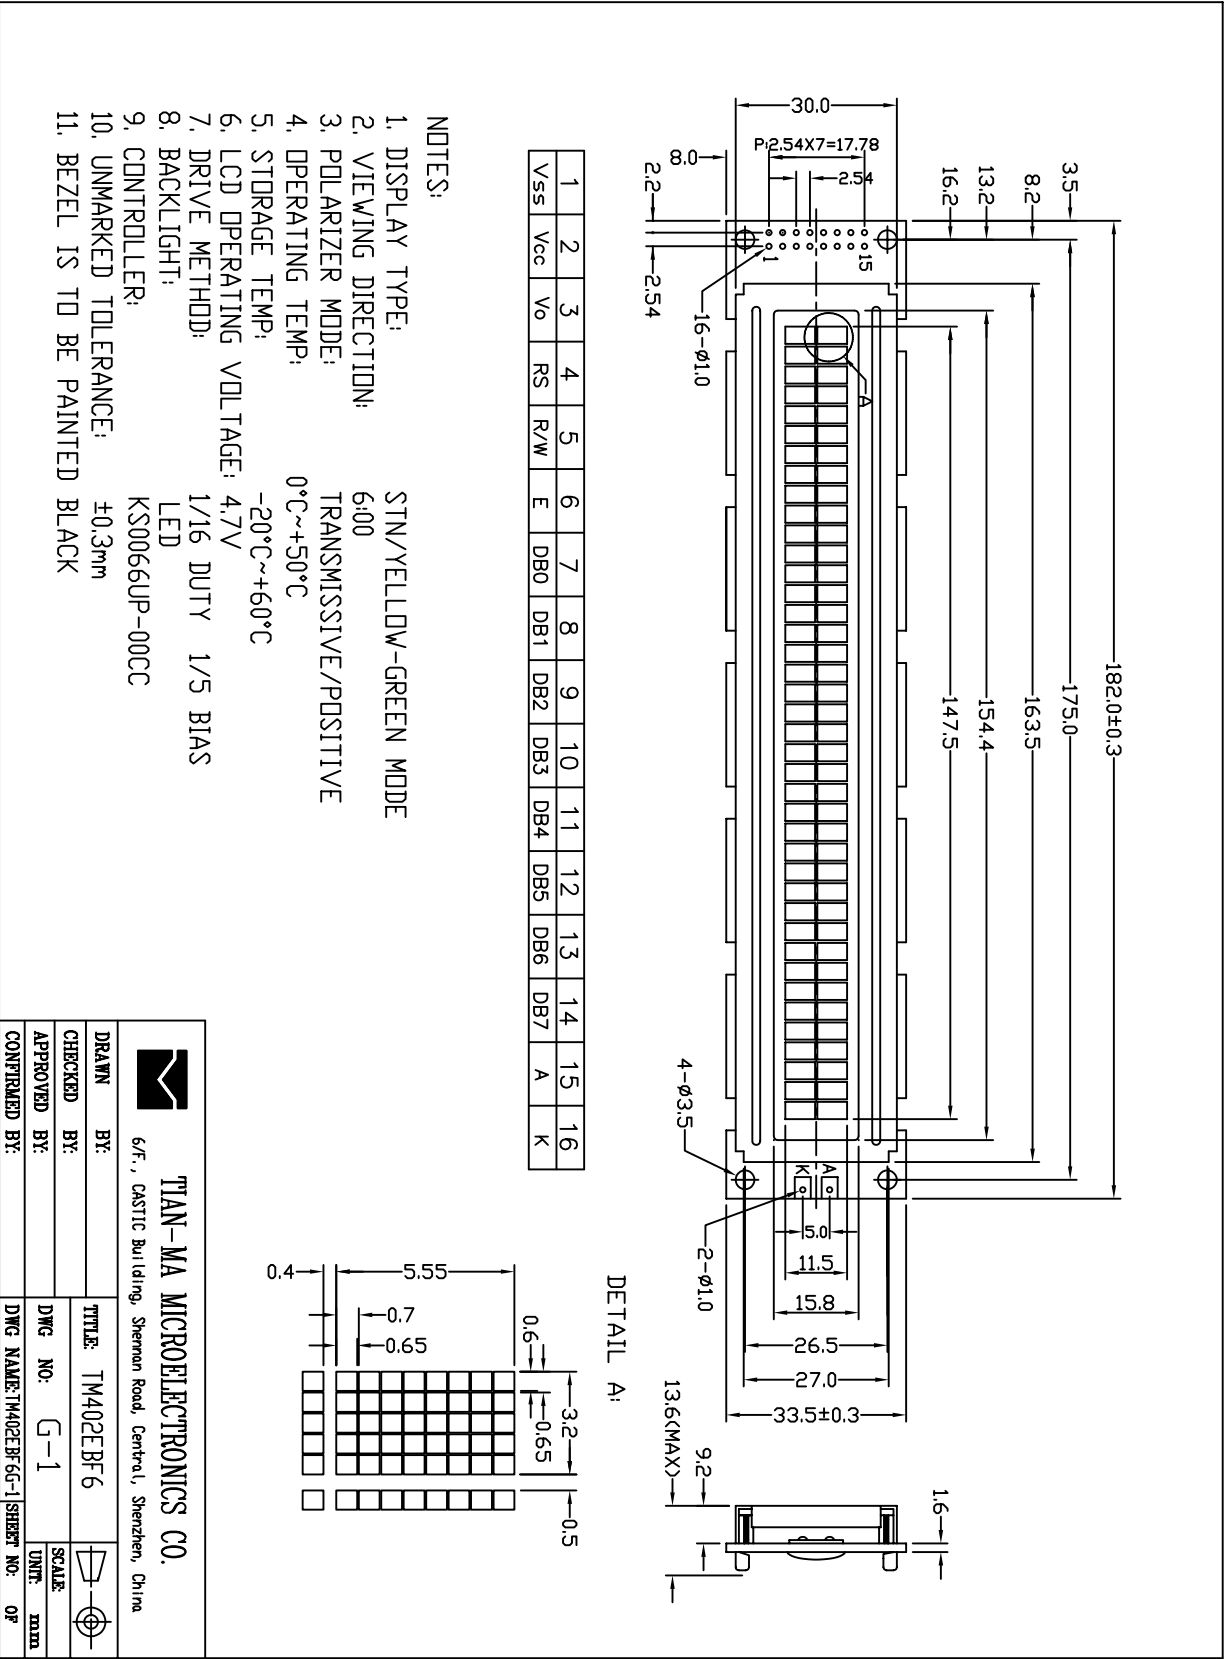 3.5
8.2
13.2
16.2
182.0±0.3
175.0
163.5
154.4
147.5
30.0
P:2.54X7=17.78
2.54
8.0
2.2
2.54
1
15
16-ø1.0
A
4-ø3.5
K
A
2-ø1.0
5.0
11.5
15.8
26.5
27.0
33.5±0.3
1.6
9.2
13.6(MAX)
1 2 3 4 5 6 7 8 9 10 11 12 13 14 15 16
Vss Vcc Vo RS R/W E DB0 DB1 DB2 DB3 DB4 DB5 DB6 DB7 A K
DETAIL A:
0.6
3.2
0.65
0.5
5.55
0.7
0.65
0.4
NOTES:
1. DISPLAY TYPE: STN/YELLOW-GREEN MODE
2. VIEWING DIRECTION: 6:00
3. POLARIZER MODE: TRANSMISSIVE/POSITIVE
4. OPERATING TEMP: 0°C~+50°C
5. STORAGE TEMP: -20°C~+60°C
6. LCD OPERATING VOLTAGE: 4.7V
7. DRIVE METHOD: 1/16 DUTY 1/5 BIAS
8. BACKLIGHT: LED
9. CONTROLLER: KS0066UP-00CC
10. UNMARKED TOLERANCE: ±0.3mm
11. BEZEL IS TO BE PAINTED BLACK
TIAN-MA MICROELECTRONICS CO.
6/F., CASTIC Building, Shennan Road, Central, Shenzhen, China
DRAWN BY:
CHECKED BY:
APPROVED BY:
CONFIRMED BY:
TITLE: TM402EBF6
DWG NO: G-1
SCALE:
UNIT: mm
DWG NAME:TM402EBF6G-1
SHEET NO: OF